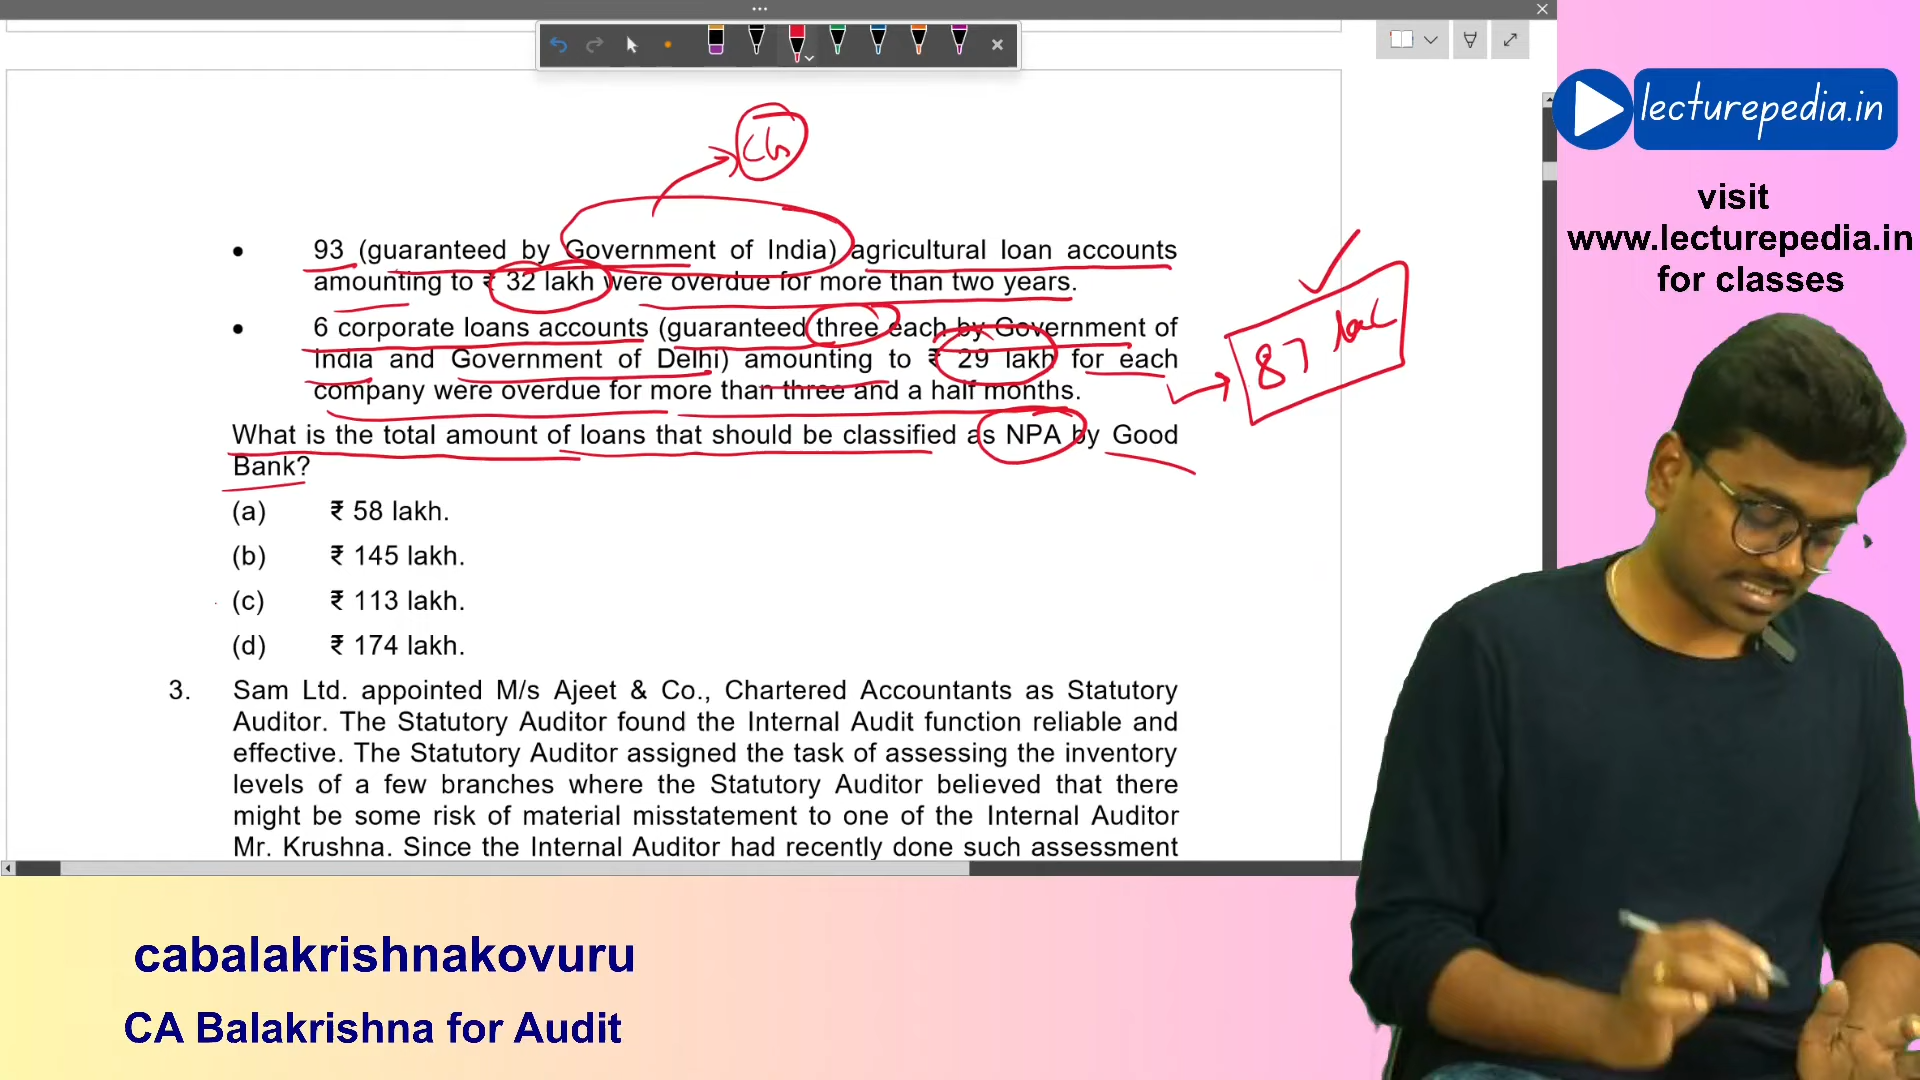 lecturepedia.in
visit
www.lecturepedia.in
for classes
CG
• 93 (guaranteed by Government of India) agricultural loan accounts
amounting to ₹ 32 lakh were overdue for more than two years.
• 6 corporate loans accounts (guaranteed three each by Government of
India and Government of Delhi) amounting to ₹ 29 lakh for each
company were overdue for more than three and a half months.
87 lac
What is the total amount of loans that should be classified as NPA by Good
Bank?
(a) ₹ 58 lakh.
(b) ₹ 145 lakh.
(c) ₹ 113 lakh.
(d) ₹ 174 lakh.
3. Sam Ltd. appointed M/s Ajeet & Co., Chartered Accountants as Statutory
Auditor. The Statutory Auditor found the Internal Audit function reliable and
effective. The Statutory Auditor assigned the task of assessing the inventory
levels of a few branches where the Statutory Auditor believed that there
might be some risk of material misstatement to one of the Internal Auditor
Mr. Krushna. Since the Internal Auditor had recently done such assessment
cabalakrishnakovuru
CA Balakrishna for Audit